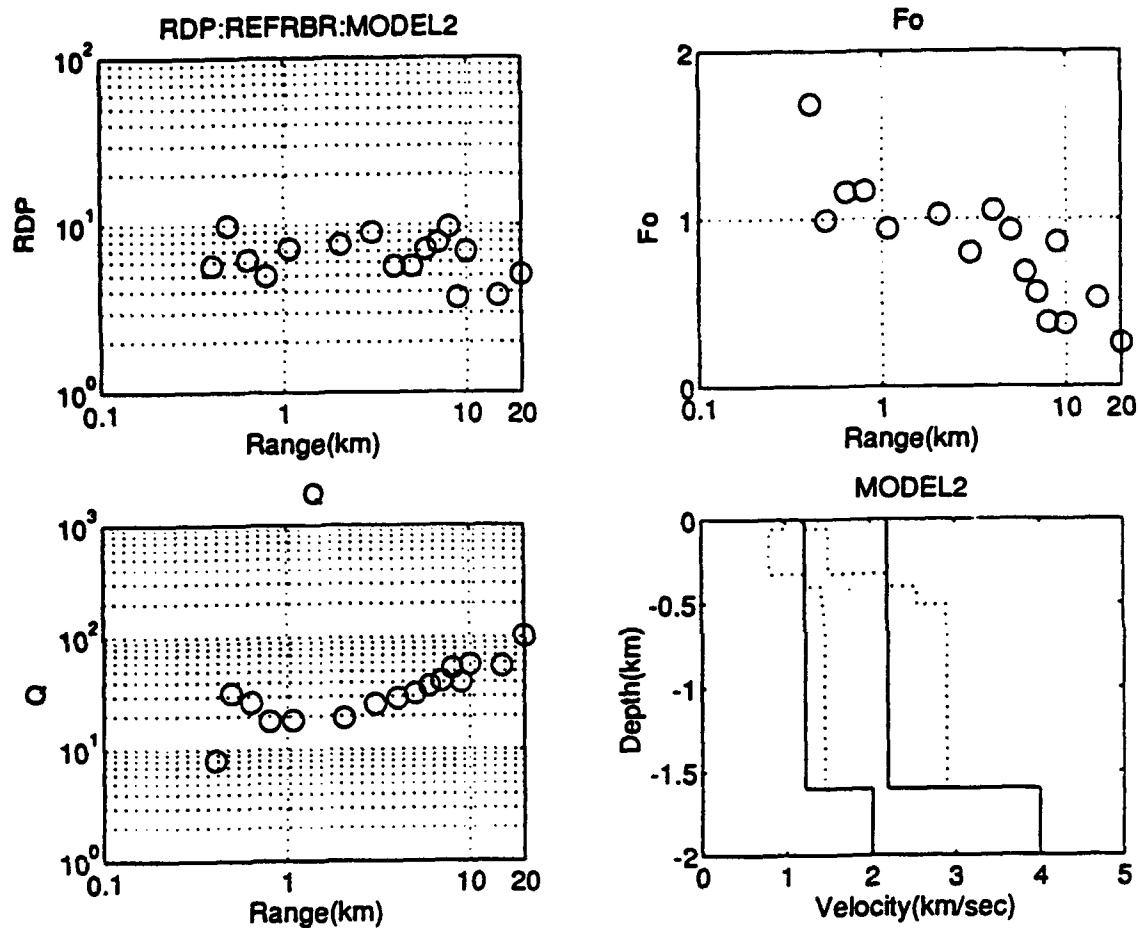 RDP:REFRBR:MODEL2
10^2
10^1
10^0
RDP
0.1 1 10 20
Range(km)
Fo
2
1
0
Fo
0.1 1 10 20
Range(km)
Q
10^3
10^2
10^1
10^0
Q
0.1 1 10 20
Range(km)
MODEL2
0
-0.5
-1
-1.5
-2
Depth(km)
0 1 2 3 4 5
Velocity(km/sec)